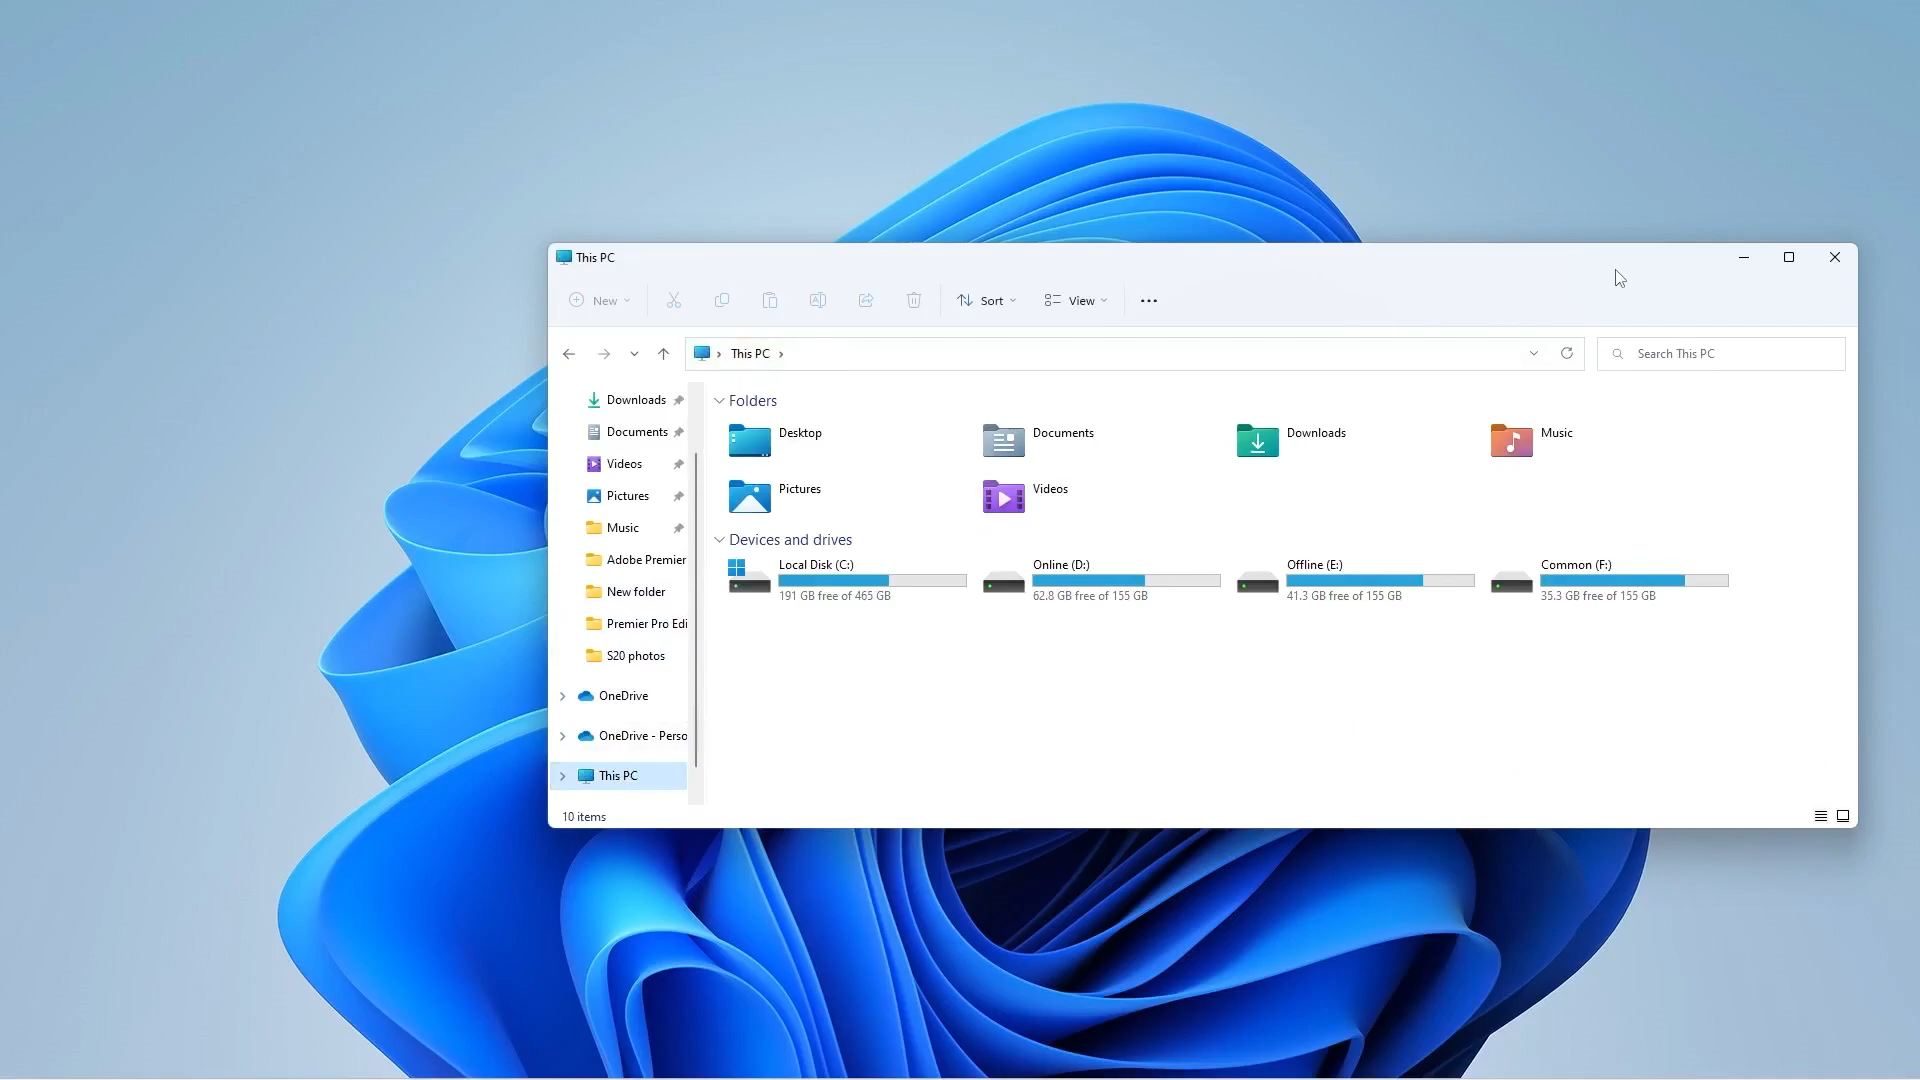 This PC
New
Sort
View
This PC
Search This PC
Downloads
Documents
Videos
Pictures
Music
Adobe Premier
New folder
Premier Pro Edi
S20 photos
OneDrive
OneDrive - Perso
This PC
Folders
Desktop
Documents
Downloads
Music
Pictures
Videos
Devices and drives
Local Disk (C:)
191 GB free of 465 GB
Online (D:)
62.8 GB free of 155 GB
Offline (E:)
41.3 GB free of 155 GB
Common (F:)
35.3 GB free of 155 GB
10 items